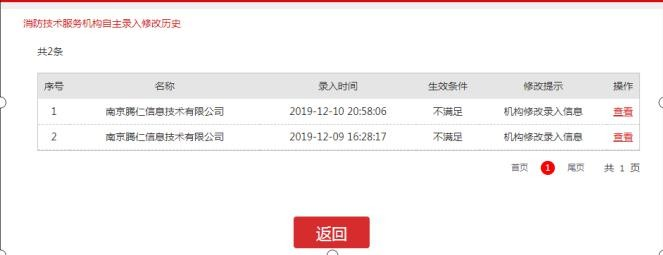 消防技术服务机构自主录入修改历史
共2条
序号 名称 录入时间 生效条件 修改提示 操作
1 南京腾仁信息技术有限公司 2019-12-10 20:58:06 不满足 机构修改录入信息 查看
2 南京腾仁信息技术有限公司 2019-12-09 16:28:17 不满足 机构修改录入信息 查看
首页 1 尾页 共 1 页
返回